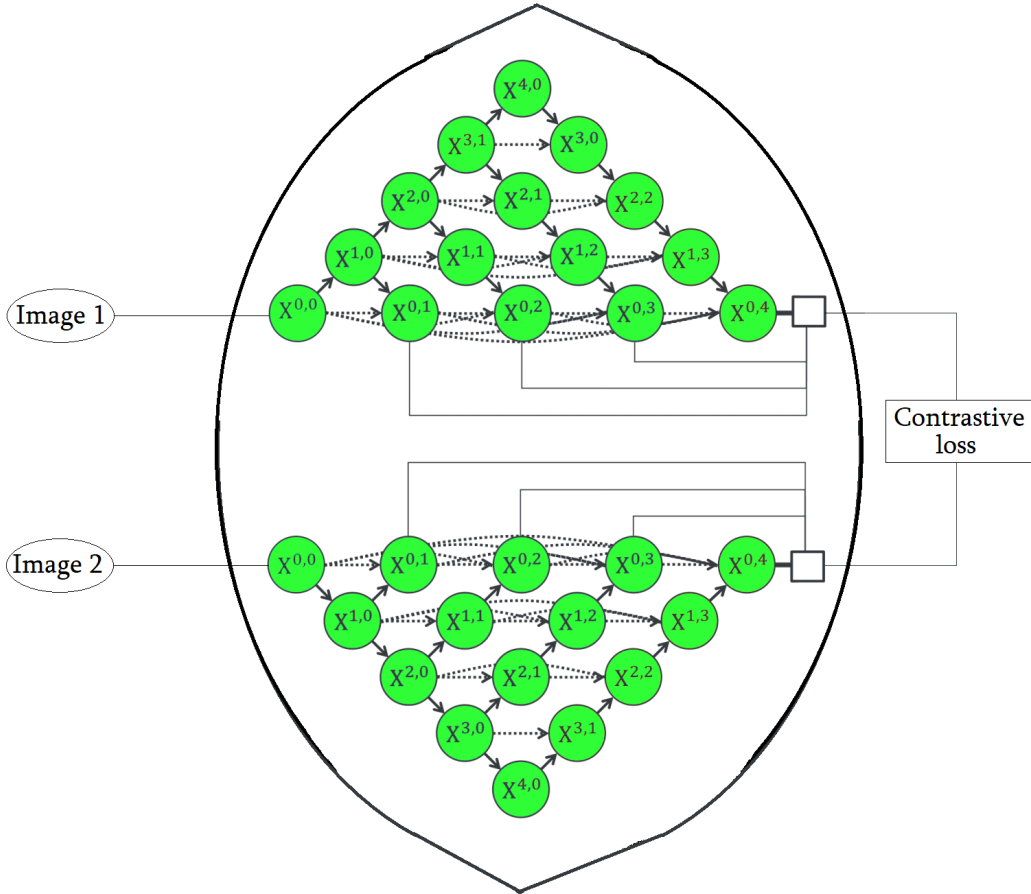 X4,0
X3,1
X3,0
X2,0
X2,1
X2,2
X1,0
X1,1
X1,2
X1,3
Image 1
X0,0
X0,1
X0,2
X0,3
X0,4
Contrastive
loss
Image 2
X0,0
X0,1
X0,2
X0,3
X0,4
X1,0
X1,1
X1,2
X1,3
X2,0
X2,1
X2,2
X3,0
X3,1
X4,0